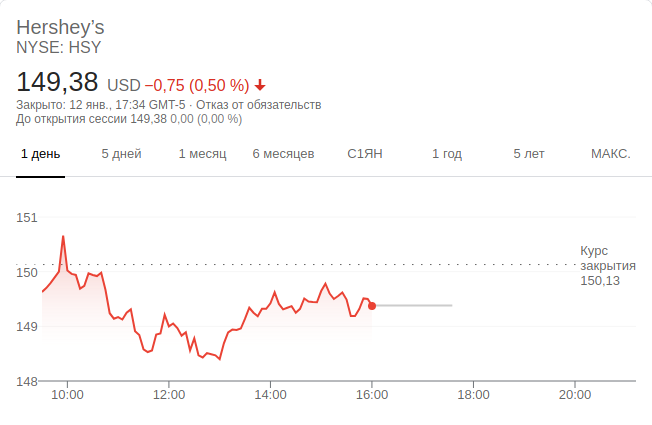 Hershey’s
NYSE: HSY
149,38 USD −0,75 (0,50 %)
Закрыто: 12 янв., 17:34 GMT-5 · Отказ от обязательств
До открытия сессии 149,38 0,00 (0,00 %)
1 день 5 дней 1 месяц 6 месяцев С1ЯН 1 год 5 лет МАКС.
151
Курс
закрытия
150,13
150
149
148
10:00 12:00 14:00 16:00 18:00 20:00